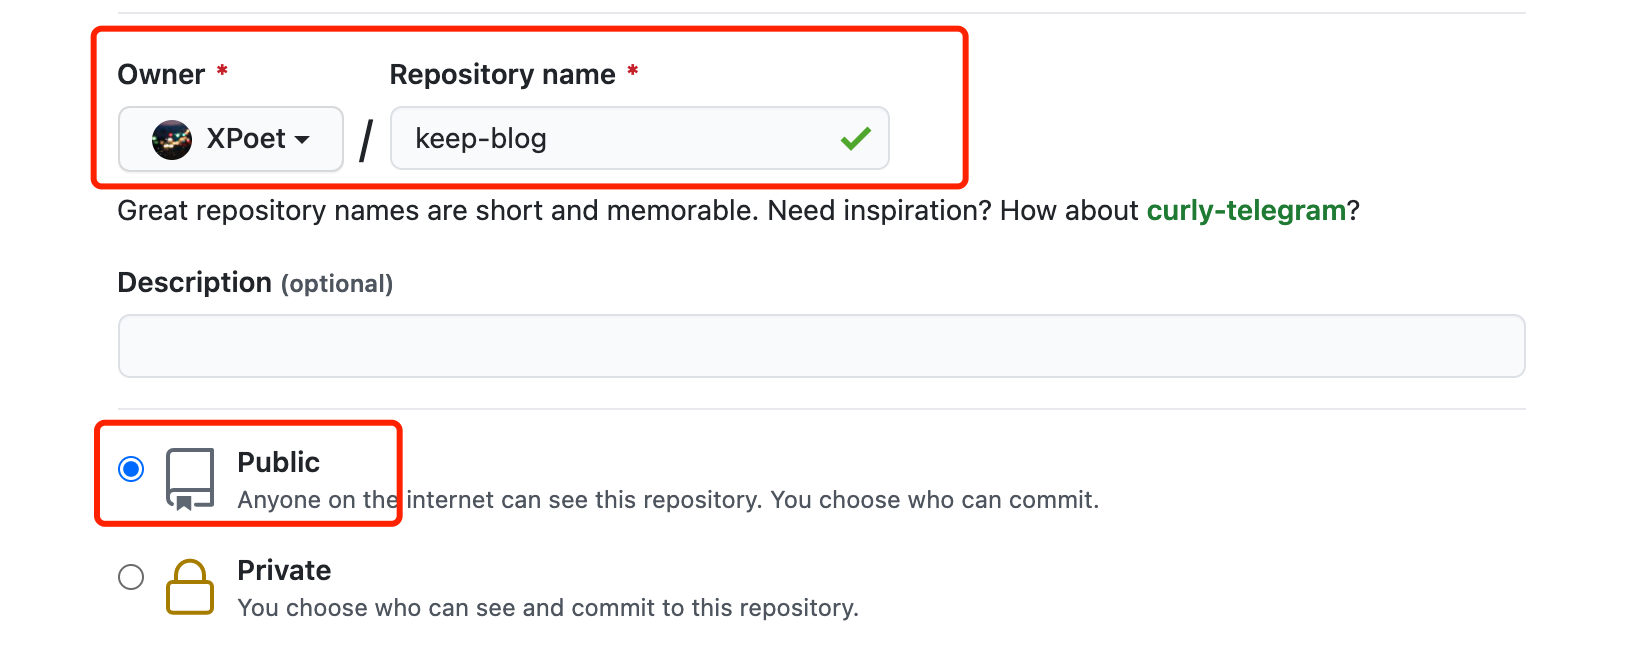 Owner *
Repository name *
XPoet / keep-blog
Great repository names are short and memorable. Need inspiration? How about curly-telegram?
Description (optional)
Public
Anyone on the internet can see this repository. You choose who can commit.
Private
You choose who can see and commit to this repository.